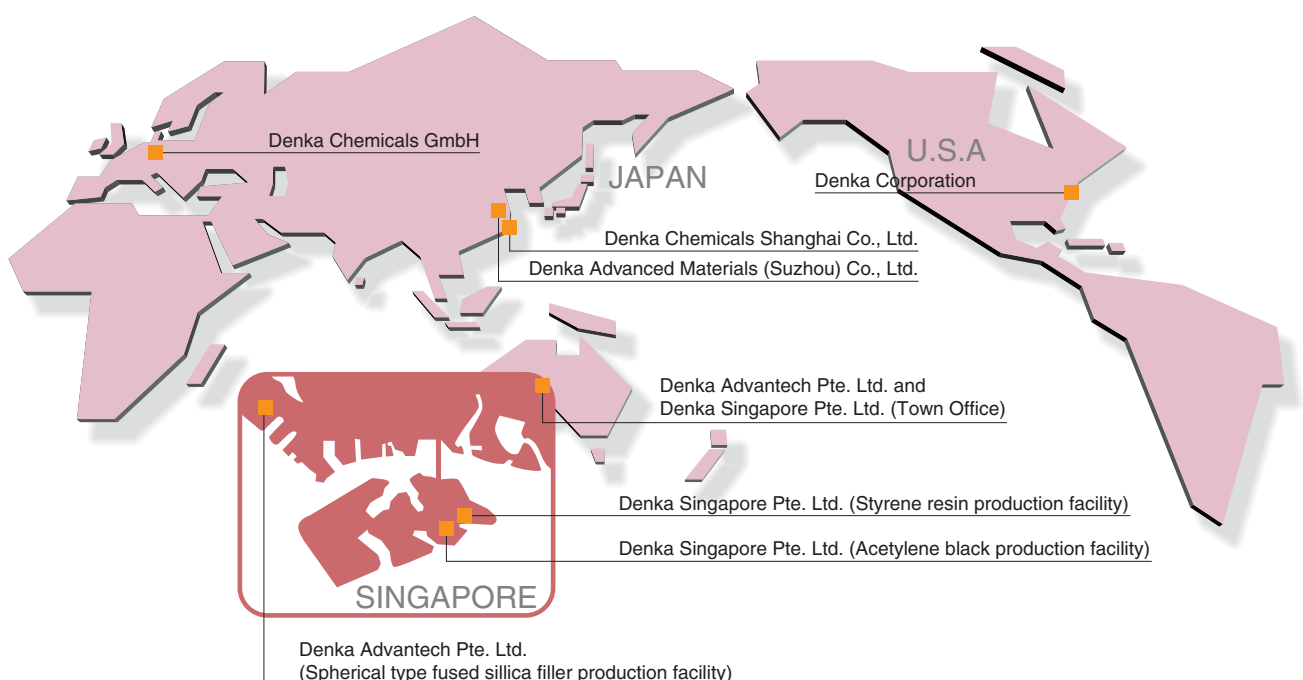 Denka Chemicals GmbH
U.S.A
JAPAN
Denka Corporation
Denka Chemicals Shanghai Co., Ltd.
Denka Advanced Materials (Suzhou) Co., Ltd.
Denka Advantech Pte. Ltd. and
Denka Singapore Pte. Ltd. (Town Office)
Denka Singapore Pte. Ltd. (Styrene resin production facility)
Denka Singapore Pte. Ltd. (Acetylene black production facility)
SINGAPORE
Denka Advantech Pte. Ltd.
(Spherical type fused sillica filler production facility)